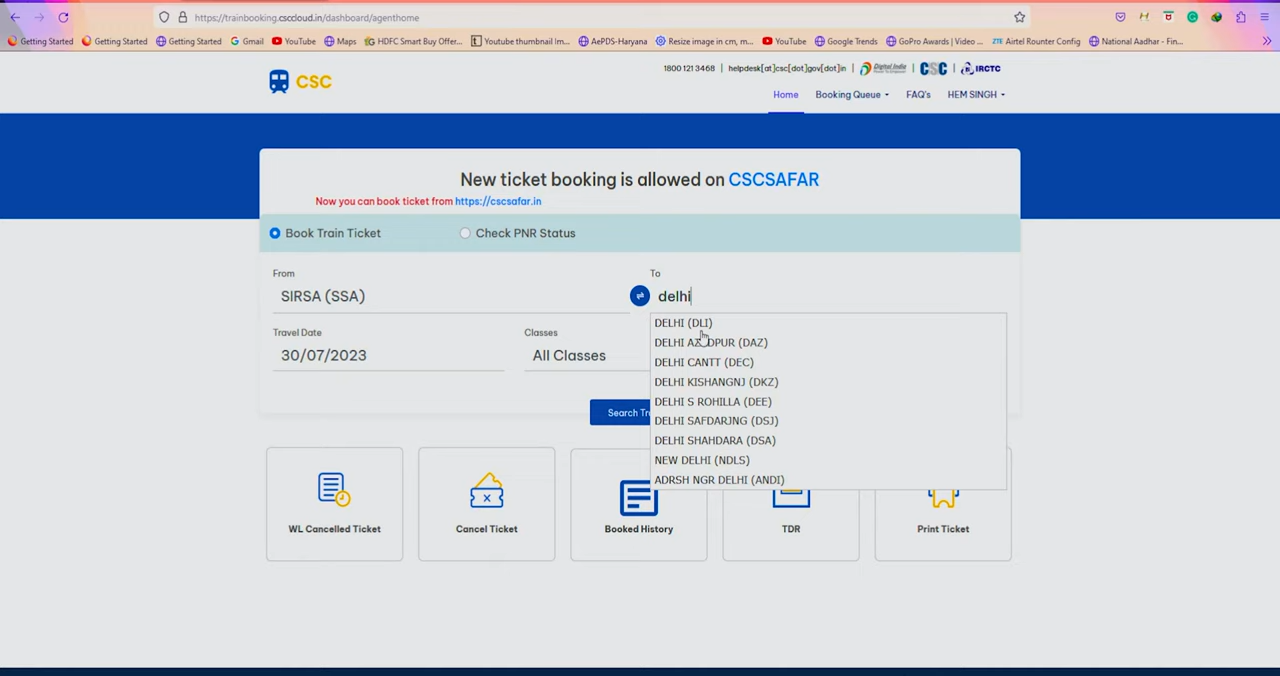 https://trainbooking.csccloud.in/dashboard/agenthome
Getting Started Getting Started Getting Started Gmail YouTube Maps HDFC Smart Buy Offer... Youtube thumbnail Im... AePDS-Haryana Resize image in cm, m... YouTube Google Trends GoPro Awards | Video ... ZTE Airtel Rounter Config National Aadhar - Fin...
1800 121 3468 | helpdesk[at]csc[dot]gov[dot]in | Digital India | CSC | IRCTC
CSC
Home Booking Queue FAQ's HEM SINGH
New ticket booking is allowed on CSCSAFAR
Now you can book ticket from https://cscsafar.in
Book Train Ticket Check PNR Status
From To
SIRSA (SSA) delhi
DELHI (DLI)
Travel Date Classes
DELHI AZADPUR (DAZ)
30/07/2023 All Classes
DELHI CANTT (DEC)
DELHI KISHANGNJ (DKZ)
DELHI S ROHILLA (DEE)
Search Tr
DELHI SAFDARJNG (DSJ)
DELHI SHAHDARA (DSA)
NEW DELHI (NDLS)
ADRSH NGR DELHI (ANDI)
WL Cancelled Ticket Cancel Ticket Booked History TDR Print Ticket